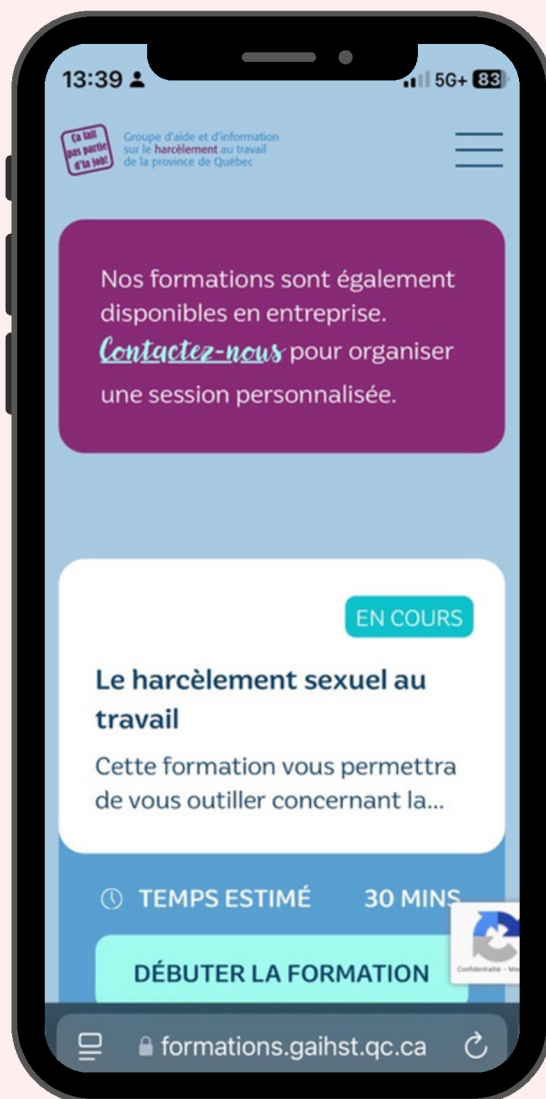 13:39
5G+ 83
Ça fait
pas partie
d'la job!
Groupe d'aide et d'information
sur le harcèlement au travail
de la province de Québec
Nos formations sont également
disponibles en entreprise.
Contactez-nous pour organiser
une session personnalisée.
EN COURS
Le harcèlement sexuel au
travail
Cette formation vous permettra
de vous outiller concernant la...
TEMPS ESTIMÉ 30 MINS
DÉBUTER LA FORMATION
Confidentialité -
formations.gaihst.qc.ca